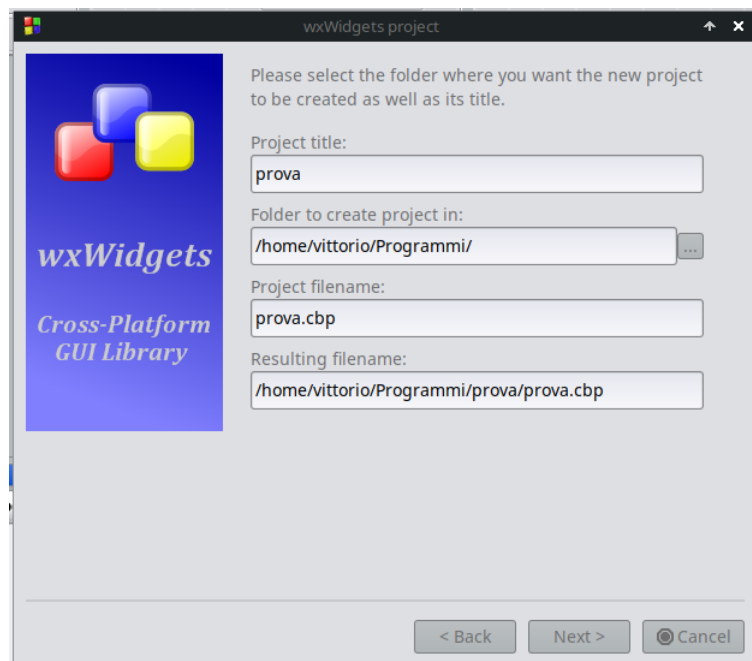 wxWidgets project
Please select the folder where you want the new project
to be created as well as its title.
Project title:
prova
Folder to create project in:
/home/vittorio/Programmi/
...
Project filename:
prova.cbp
Resulting filename:
/home/vittorio/Programmi/prova/prova.cbp
wxWidgets
Cross-Platform
GUI Library
< Back
Next >
Cancel